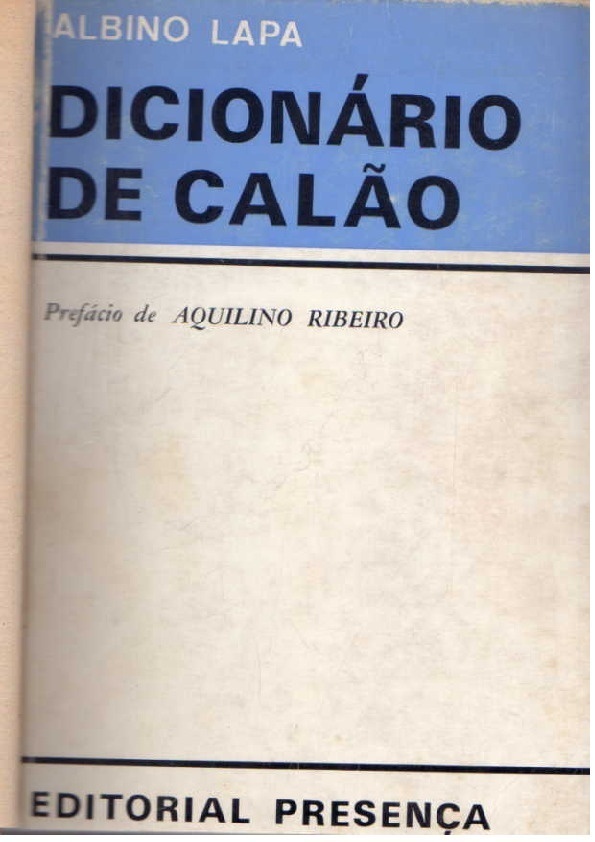 ALBINO LAPA
DICIONÁRIO
DE CALÃO
Prefácio de AQUILINO RIBEIRO
EDITORIAL PRESENÇA